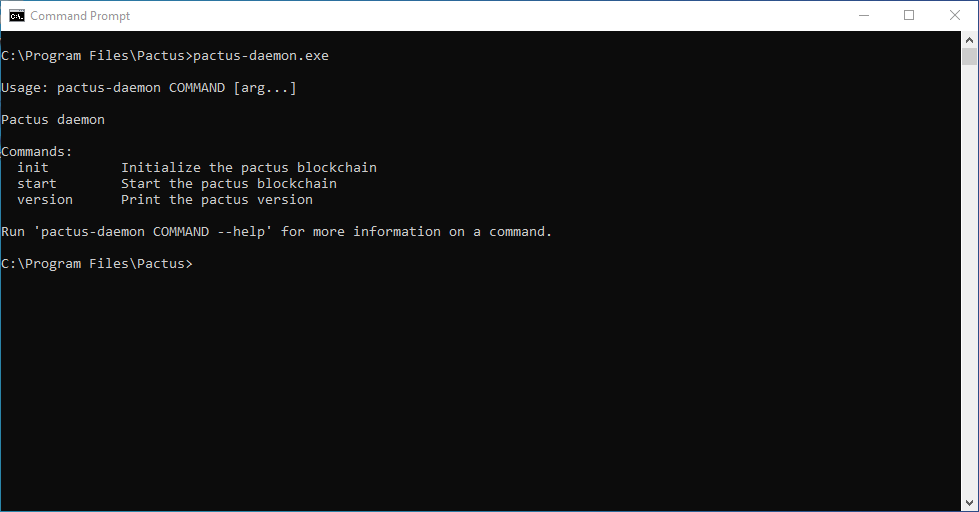 Command Prompt
C:\Program Files\Pactus>pactus-daemon.exe
Usage: pactus-daemon COMMAND [arg...]
Pactus daemon
Commands:
init Initialize the pactus blockchain
start Start the pactus blockchain
version Print the pactus version
Run 'pactus-daemon COMMAND --help' for more information on a command.
C:\Program Files\Pactus>